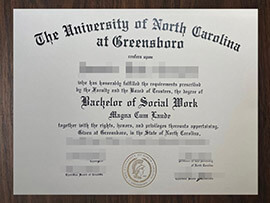 The University of North Carolina
at Greensboro
confers upon
who has honorably fulfilled the requirements prescribed
by the Faculty and the Board of Trustees, the degree of
Bachelor of Social Work
Magna Cum Laude
together with the rights, honors, and privileges thereunto appertaining.
Given at Greensboro, in the State of North Carolina,